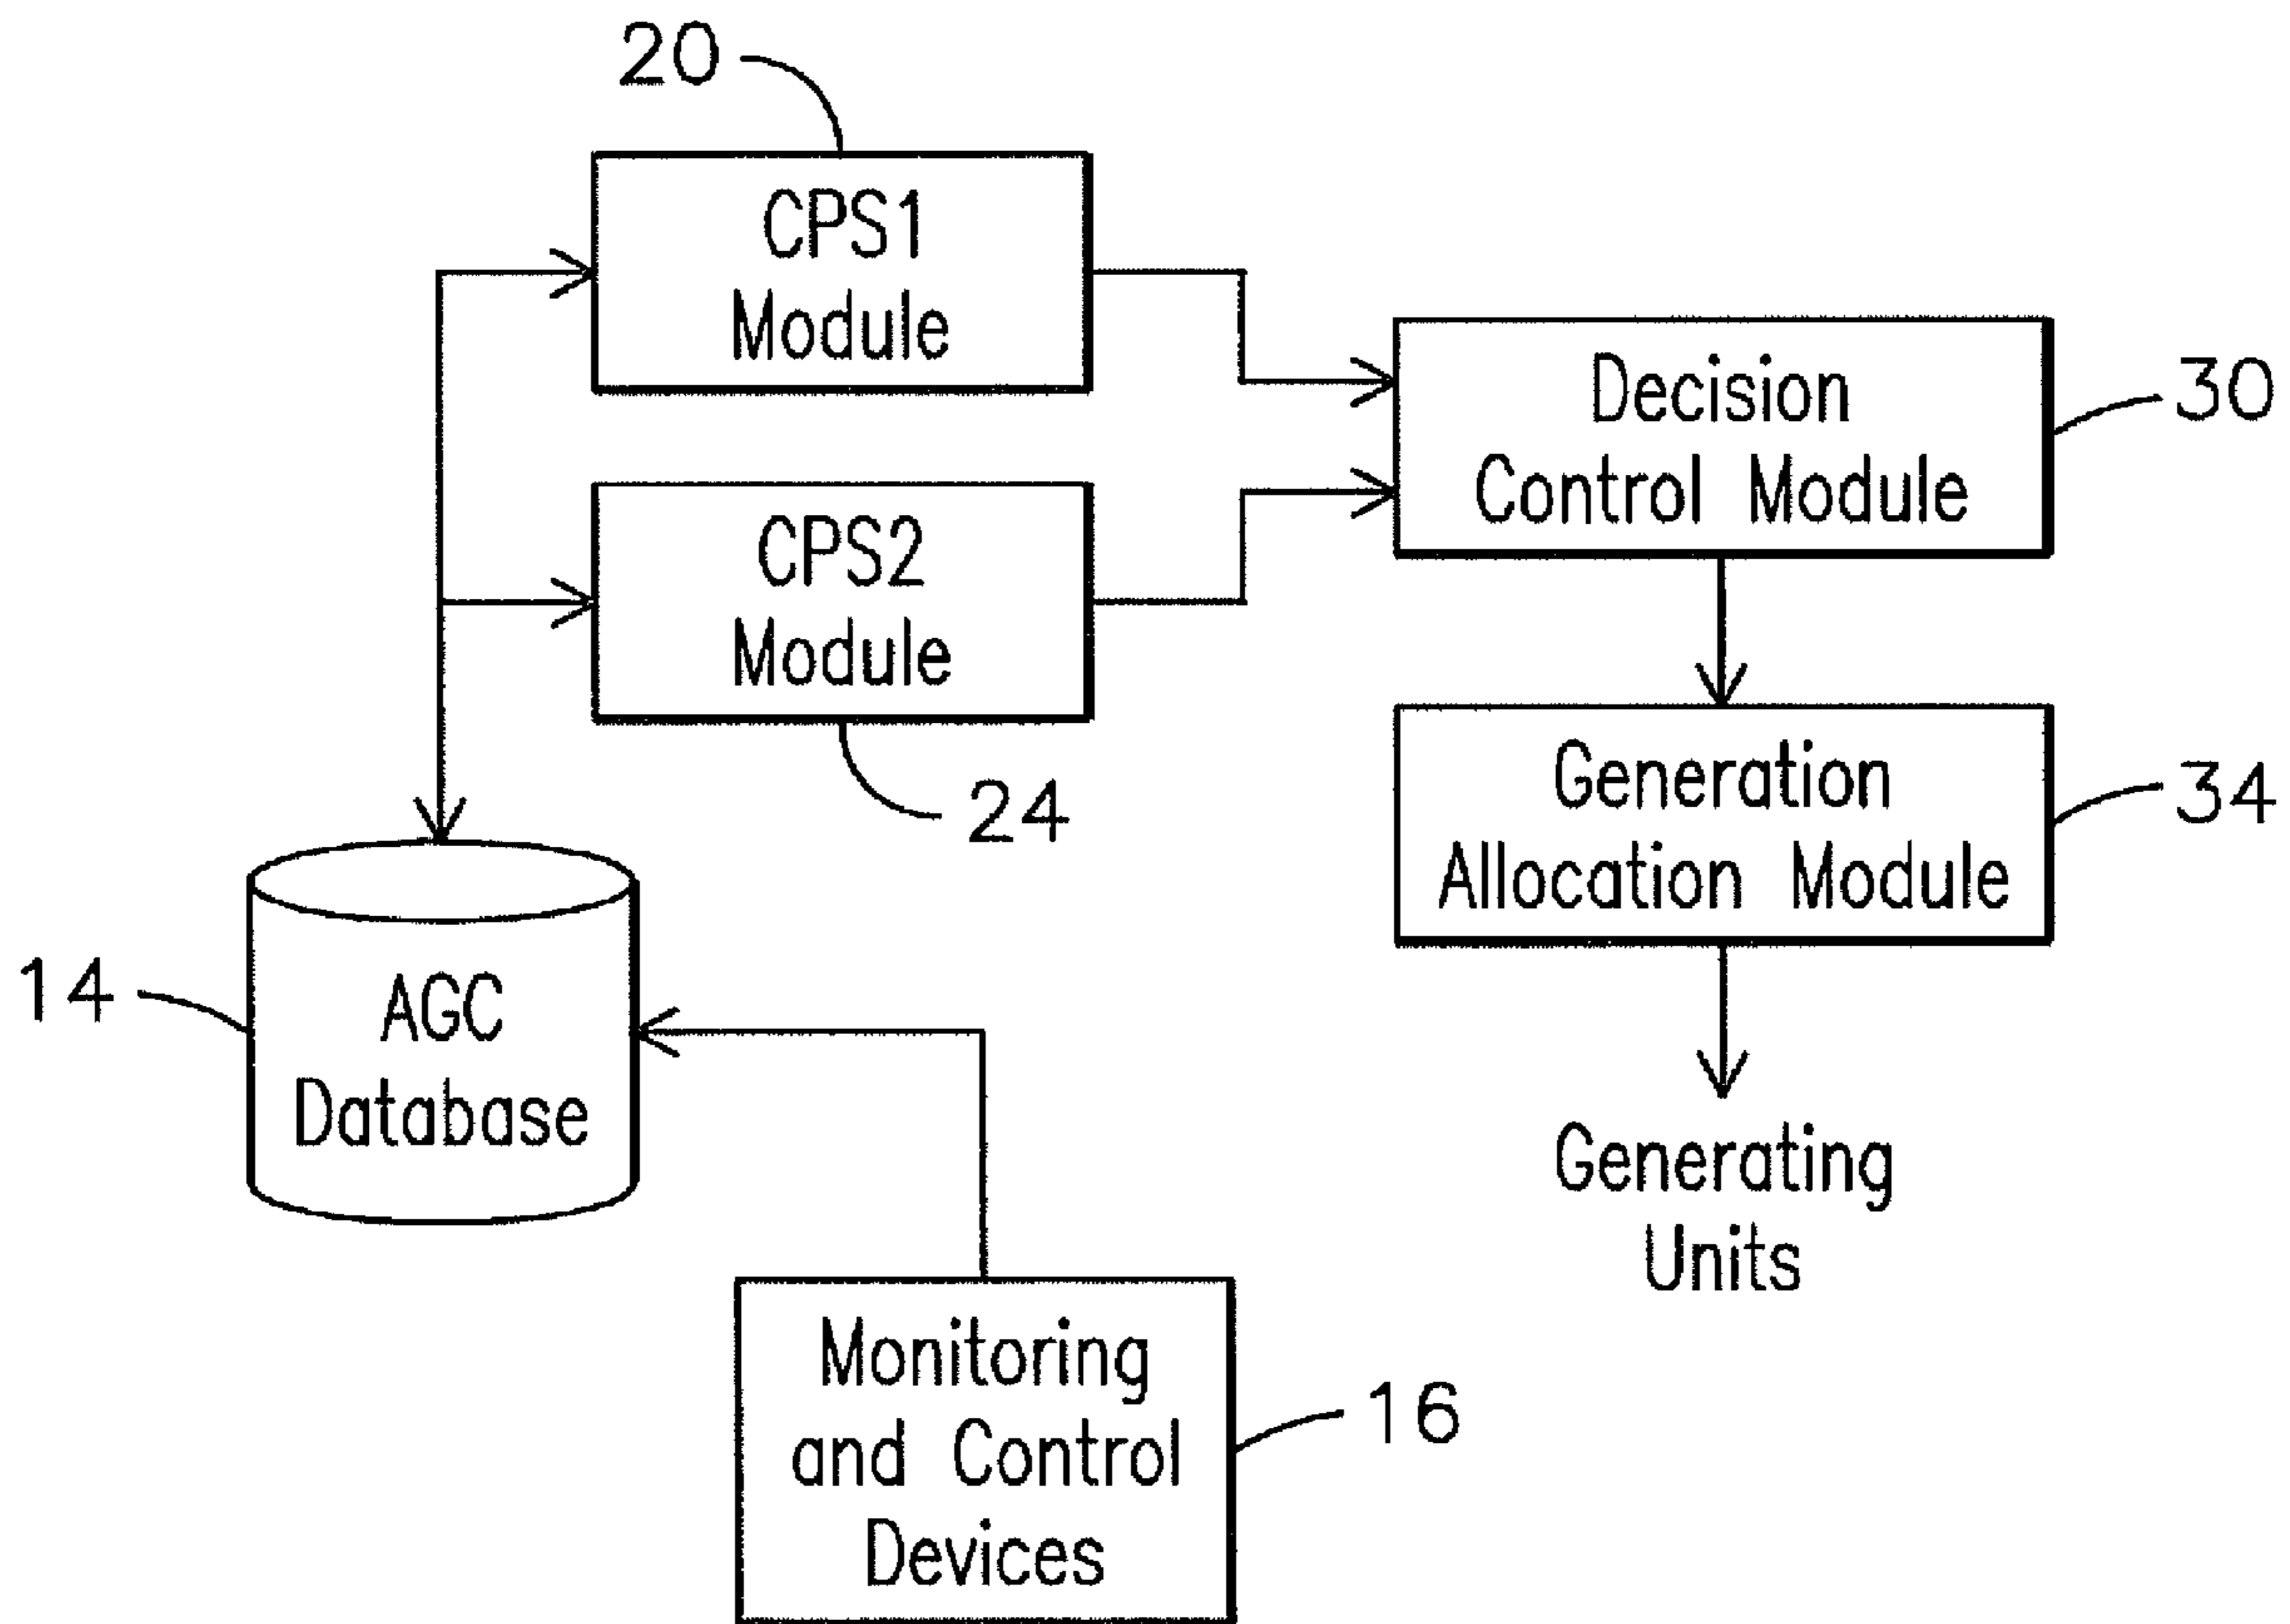 20
CPS1
Module
Decision
Control Module
30
CPS2
Module
24
Generation
Allocation Module
34
14
AGC
Database
Generating
Units
Monitoring
and Control
Devices
16